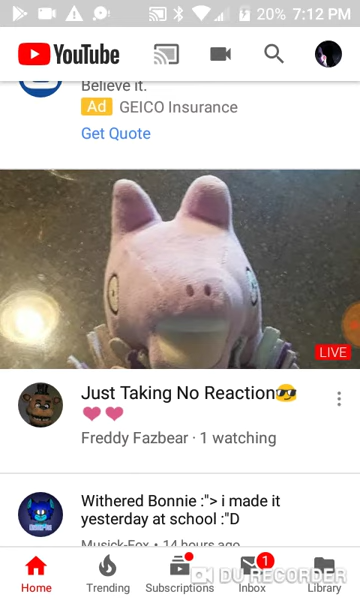 20% 7:12 PM
YouTube
Believe it.
Ad GEICO Insurance
Get Quote
LIVE
Just Taking No Reaction😎
💕💕
Freddy Fazbear · 1 watching
Withered Bonnie :"> i made it
yesterday at school :"D
Musick-Fox • 14 hours ago
1
Home Trending Subscriptions Inbox Library
DU RECORDER